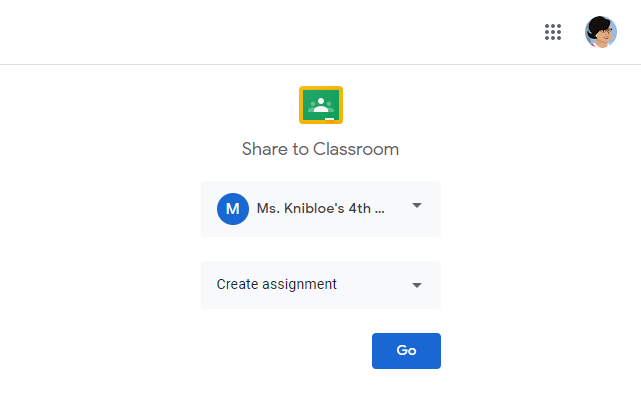 Share to Classroom
M
Ms. Knibloe's 4th ...
Create assignment
Go